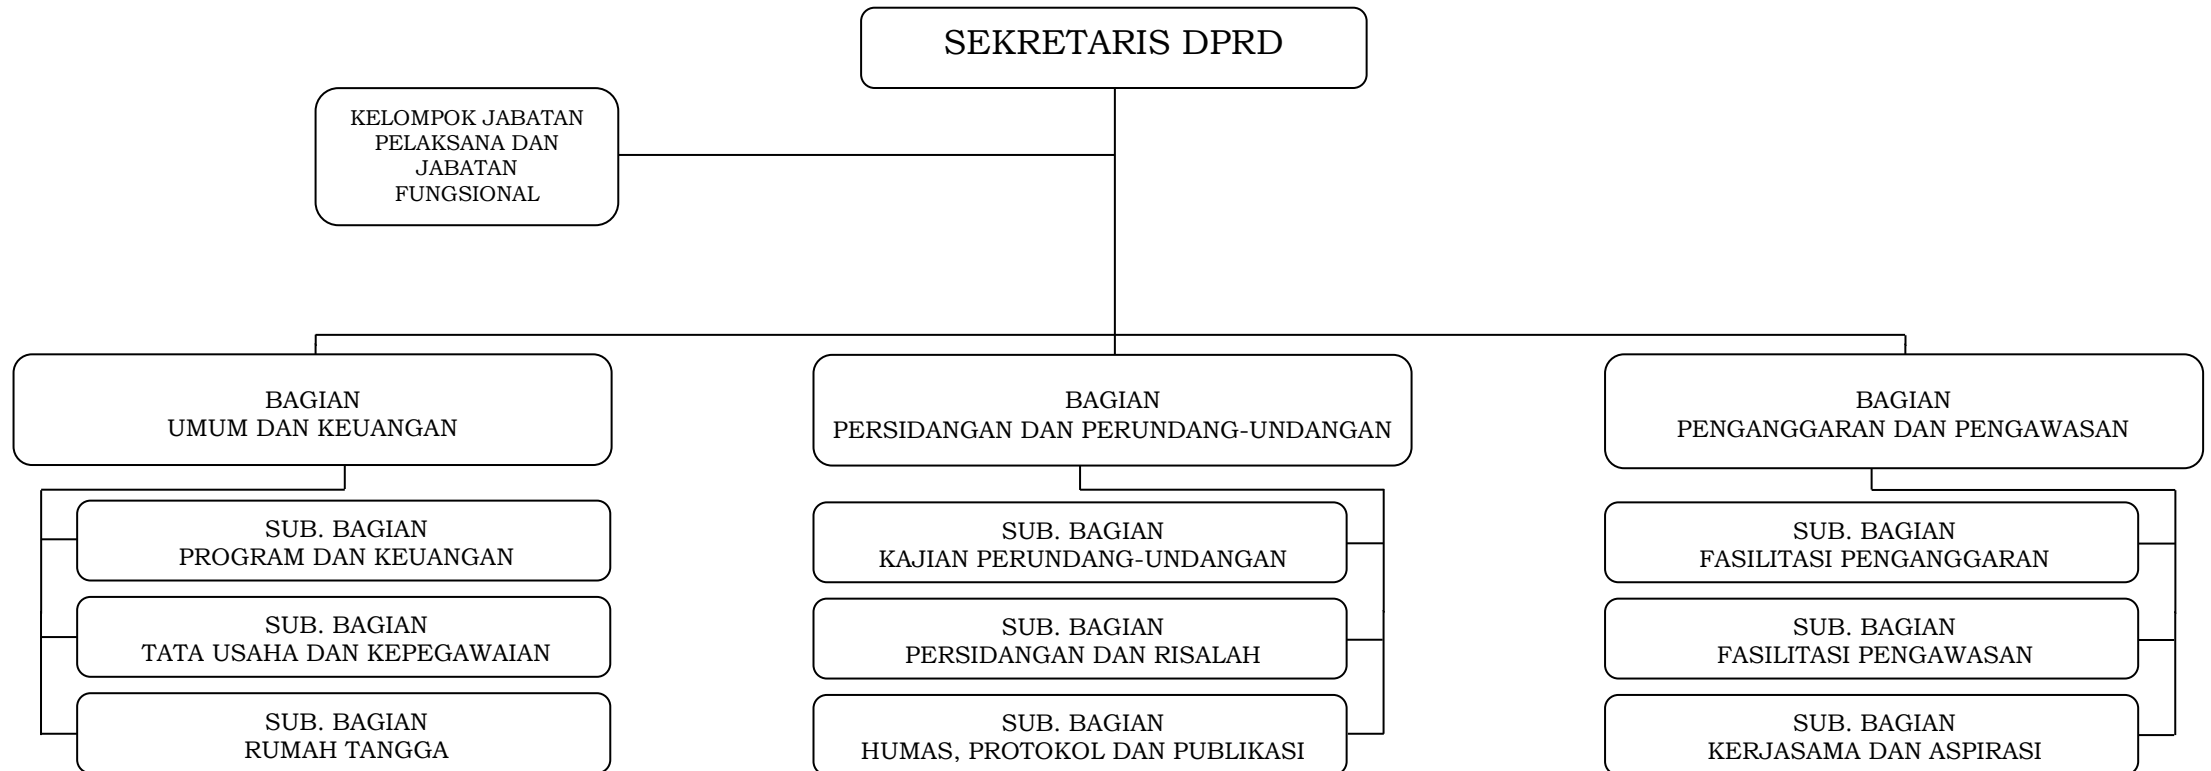 SEKRETARIS DPRD
KELOMPOK JABATAN
PELAKSANA DAN
JABATAN
FUNGSIONAL
BAGIAN
UMUM DAN KEUANGAN
BAGIAN
PERSIDANGAN DAN PERUNDANG-UNDANGAN
BAGIAN
PENGANGGARAN DAN PENGAWASAN
SUB. BAGIAN
PROGRAM DAN KEUANGAN
SUB. BAGIAN
TATA USAHA DAN KEPEGAWAIAN
SUB. BAGIAN
RUMAH TANGGA
SUB. BAGIAN
KAJIAN PERUNDANG-UNDANGAN
SUB. BAGIAN
PERSIDANGAN DAN RISALAH
SUB. BAGIAN
HUMAS, PROTOKOL DAN PUBLIKASI
SUB. BAGIAN
FASILITASI PENGANGGARAN
SUB. BAGIAN
FASILITASI PENGAWASAN
SUB. BAGIAN
KERJASAMA DAN ASPIRASI